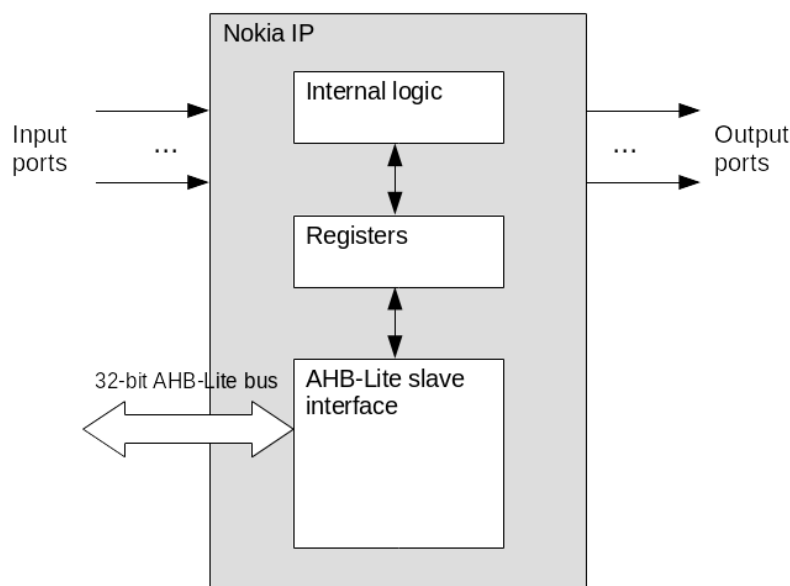 Nokia IP
Internal logic
Input
ports
...
...
Output
ports
Registers
32-bit AHB-Lite bus
AHB-Lite slave
interface